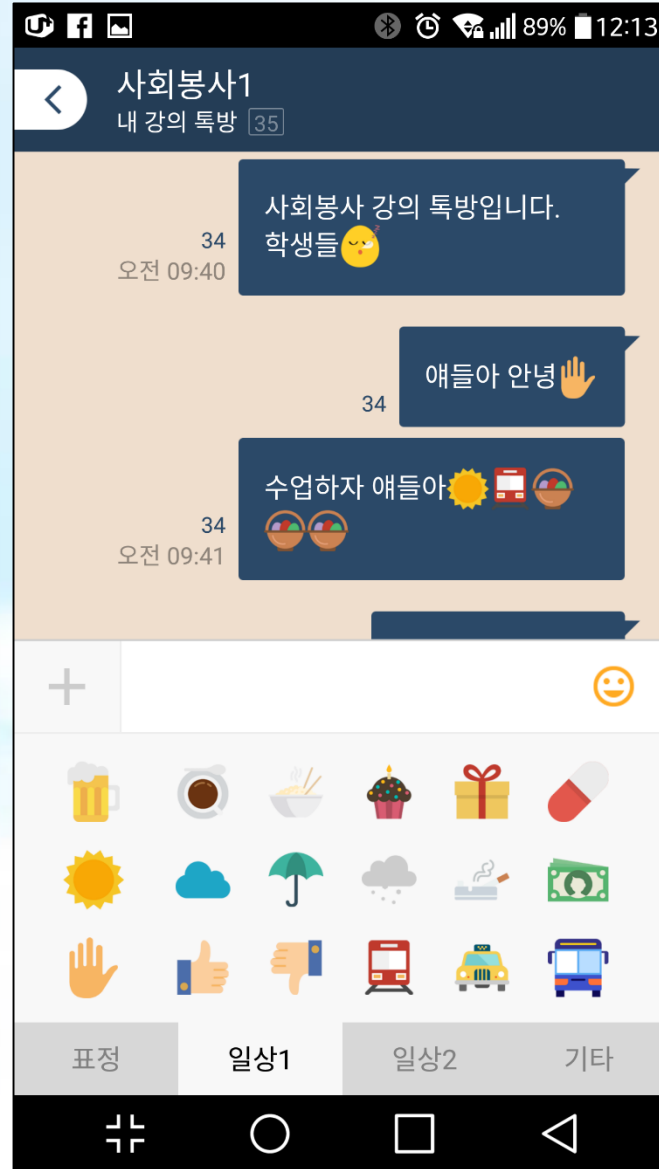 89% 12:13
사회봉사1
내 강의 톡방 35
사회봉사 강의 톡방입니다.
학생들
34
오전 09:40
얘들아 안녕
34
수업하자 얘들아
34
오전 09:41
표정 일상1 일상2 기타